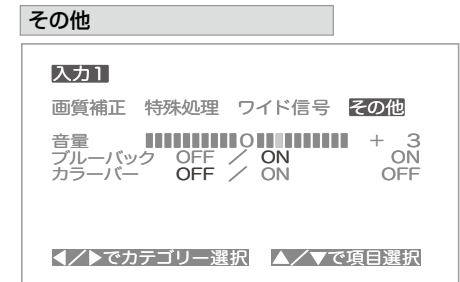 その他
入力1
画質補正 特殊処理 ワイド信号 その他
音量 ＋ 3
ブルーバック OFF ／ ON ON
カラーバー OFF ／ ON OFF
◀／▶でカテゴリー選択 ▲／▼で項目選択